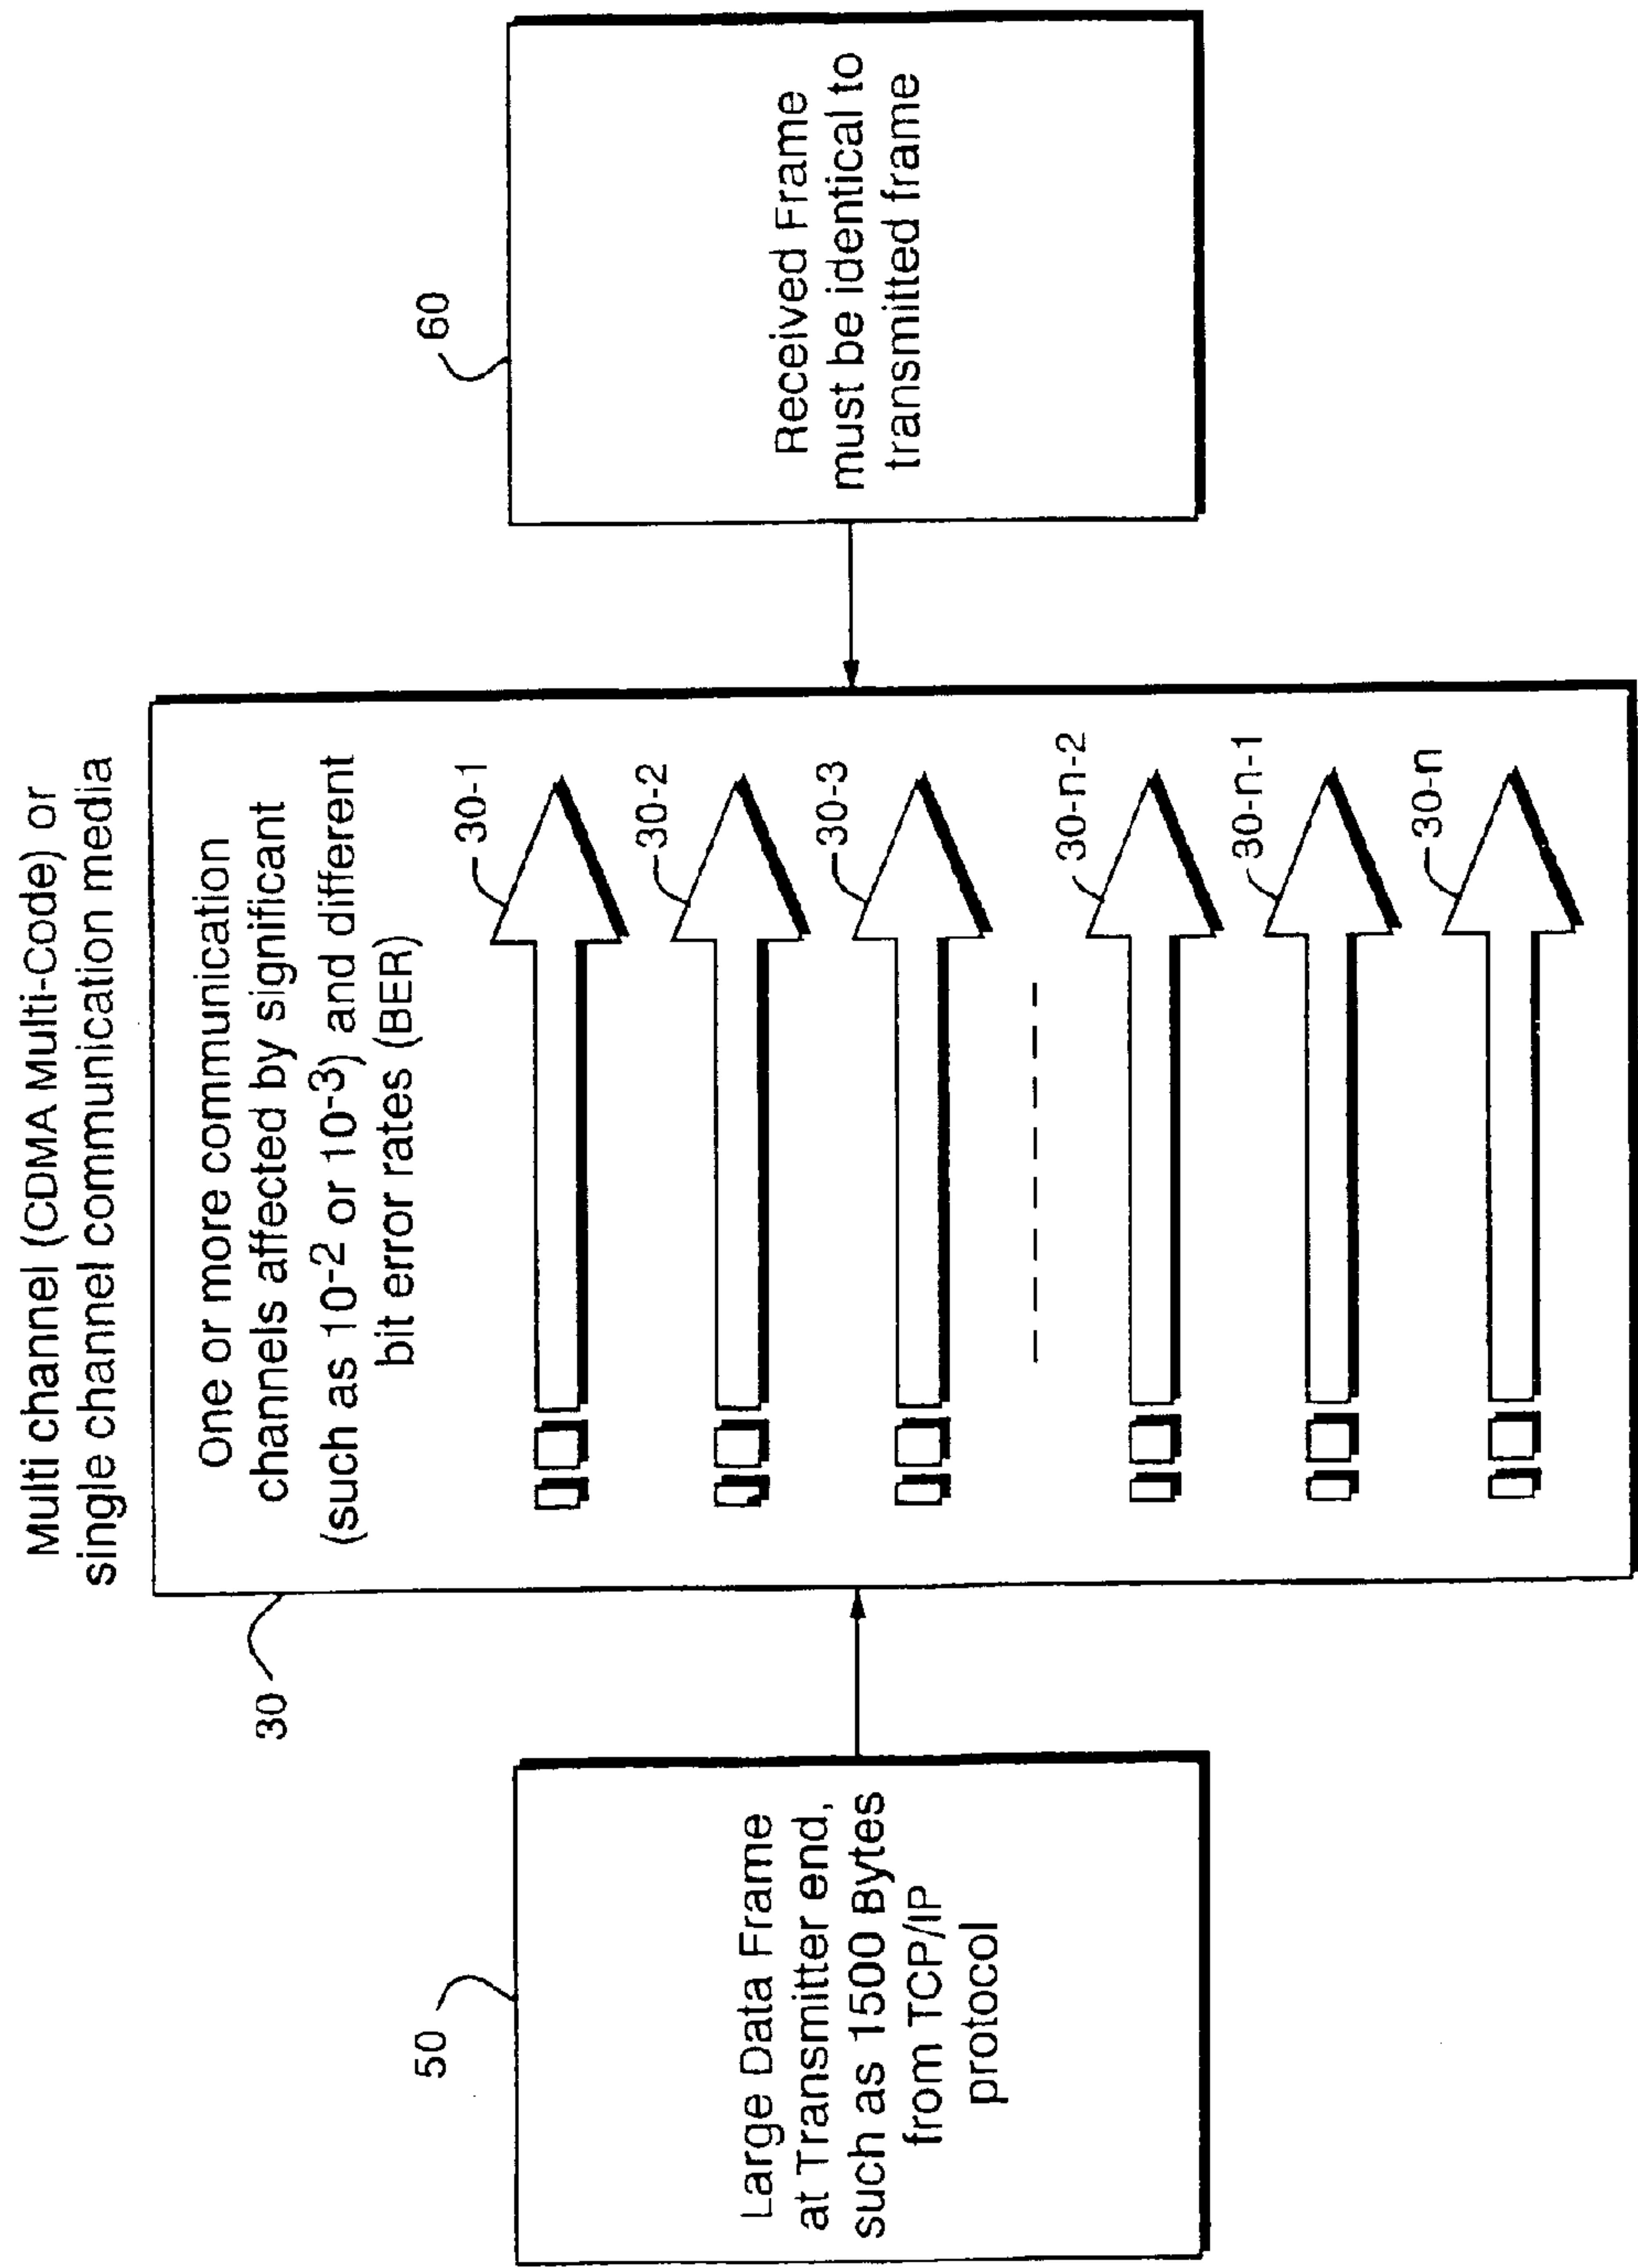 Multi channel (CDMA Multi-Code) or
single channel communication media
30
One or more communication
channels affected by significant
(such as 10-2 or 10-3) and different
bit error rates (BER)
30-1
30-2
30-3
30-n-2
30-n-1
30-n
50
Large Data Frame
at Transmitter end,
such as 1500 Bytes
from TCP/IP
protocol
60
Received Frame
must be identical to
transmitted frame